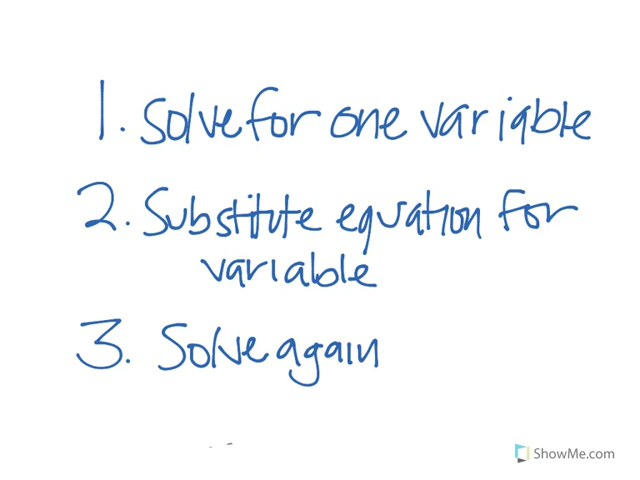 1. Solve for one variable
2. Substitute equation for
variable
3. Solve again
ShowMe.com